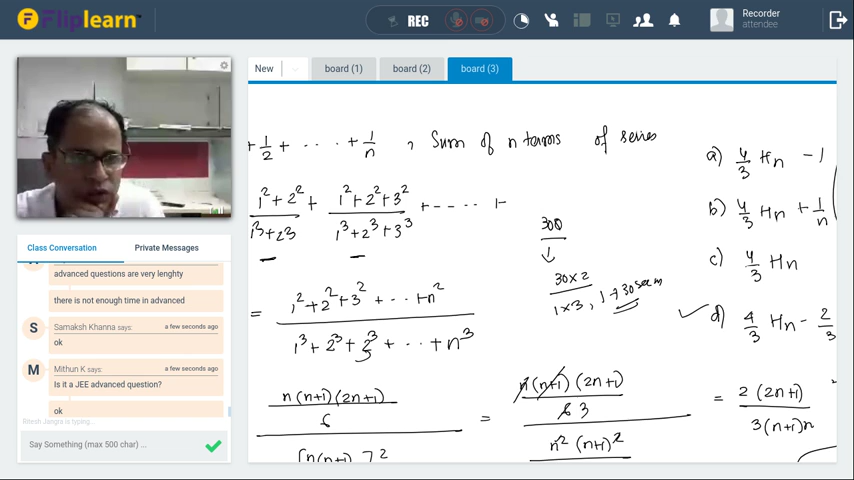 Fliplearn
REC
Recorder
attendee
New
board (1)
board (2)
board (3)
+ 1/2 + ... + 1/n , Sum of n terms of series
1²+2² / 1³+23 + 1²+2²+3² / 1³+2³+3³ + ---- +
300
↓
30×2
1×3, 1→30 secm
= 1²+2²+3²+...+n² / 1³+2³+3³+...+n³
n(n+1)(2n+1) / 6 = n(n+1)(2n+1) / 6 3 = 2(2n+1) / 3(n+1)n
[n(n+1)]²
n²(n+1)²
a) 4/3 Hn - 1
b) 4/3 Hn + 1/n
c) 4/3 Hn
✓ d) 4/3 Hn - 2/3
Class Conversation
Private Messages
advanced questions are very lenghty
there is not enough time in advanced
S
Samaksh Khanna says:
a few seconds ago
ok
M
Mithun K says:
a few seconds ago
Is it a JEE advanced question?
ok
Ritesh Jangra is typing...
Say Something (max 500 char) ...